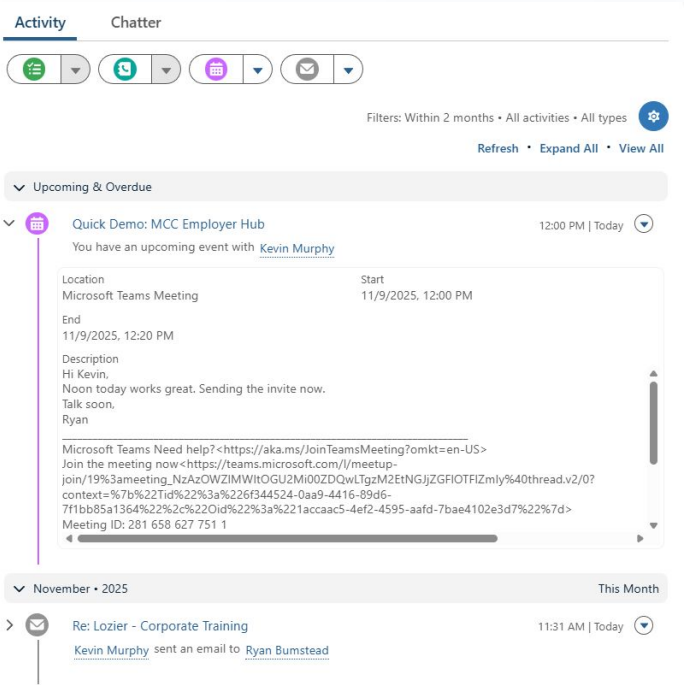 Activity Chatter
Filters: Within 2 months • All activities • All types
Refresh • Expand All • View All
Upcoming & Overdue
Quick Demo: MCC Employer Hub 12:00 PM | Today
You have an upcoming event with Kevin Murphy
Location Start
Microsoft Teams Meeting 11/9/2025, 12:00 PM
End
11/9/2025, 12:20 PM
Description
Hi Kevin,
Noon today works great. Sending the invite now.
Talk soon,
Ryan
________________________________________________________________________________
Microsoft Teams Need help?<https://aka.ms/JoinTeamsMeeting?omkt=en-US>
Join the meeting now<https://teams.microsoft.com/l/meetup-
join/19%3ameeting_NzAzOWZlMWItOGU2Mi00ZDQwLTgzM2EtNGJjZGFlOTFlZmIy%40thread.v2/0?
context=%7b%22Tid%22%3a%226f344524-0aa9-4416-89d6-
7f1bb85a1364%22%2c%22Oid%22%3a%221accaac5-4ef2-4595-aafd-7bae4102e3d7%22%7d>
Meeting ID: 281 658 627 751 1
November • 2025 This Month
Re: Lozier - Corporate Training 11:31 AM | Today
Kevin Murphy sent an email to Ryan Bumstead